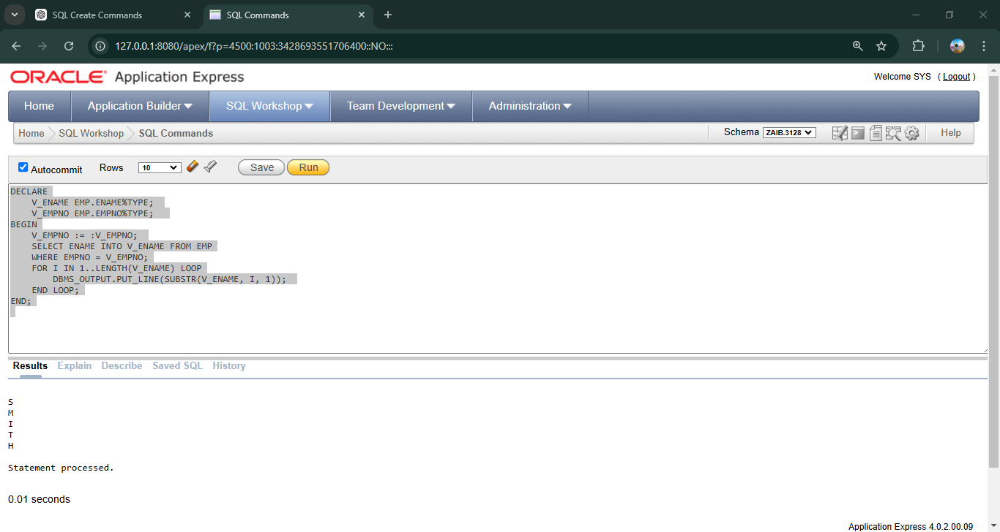 SQL Create Commands
SQL Commands
127.0.0.1:8080/apex/f?p=4500:1003:3428693551706400::NO:::
ORACLE Application Express
Welcome SYS ( Logout )
Home Application Builder SQL Workshop Team Development Administration
Home SQL Workshop SQL Commands Schema ZAIB.3128 Help
Autocommit Rows 10 Save Run
DECLARE
    V_ENAME EMP.ENAME%TYPE;
    V_EMPNO EMP.EMPNO%TYPE;
BEGIN
    V_EMPNO := :V_EMPNO;
    SELECT ENAME INTO V_ENAME FROM EMP
    WHERE EMPNO = V_EMPNO;
    FOR I IN 1..LENGTH(V_ENAME) LOOP
        DBMS_OUTPUT.PUT_LINE(SUBSTR(V_ENAME, I, 1));
    END LOOP;
END;
Results Explain Describe Saved SQL History
S
M
I
T
H
Statement processed.
0.01 seconds
Application Express 4.0.2.00.09